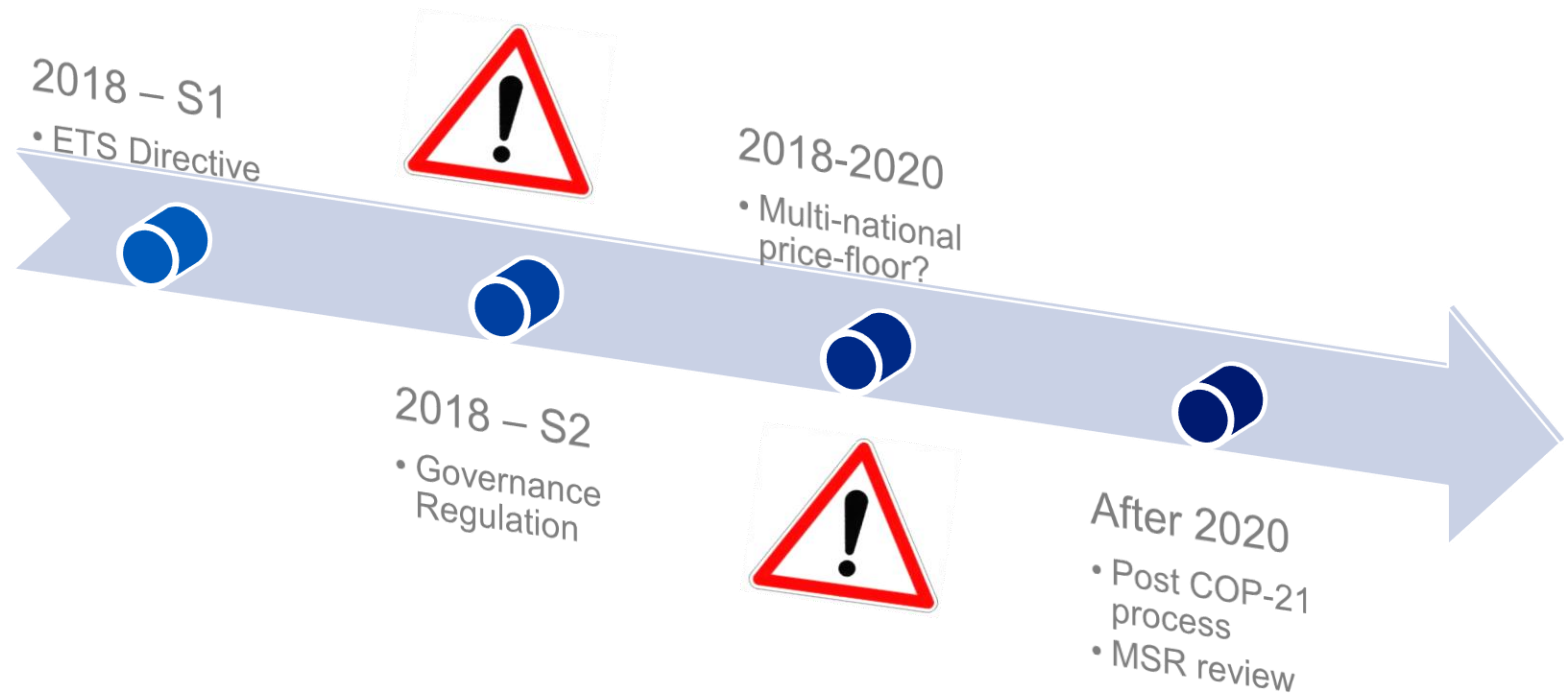 2018 – S1
• ETS Directive
2018 – S2
• Governance
Regulation
2018-2020
• Multi-national
price-floor?
After 2020
• Post COP-21
process
• MSR review